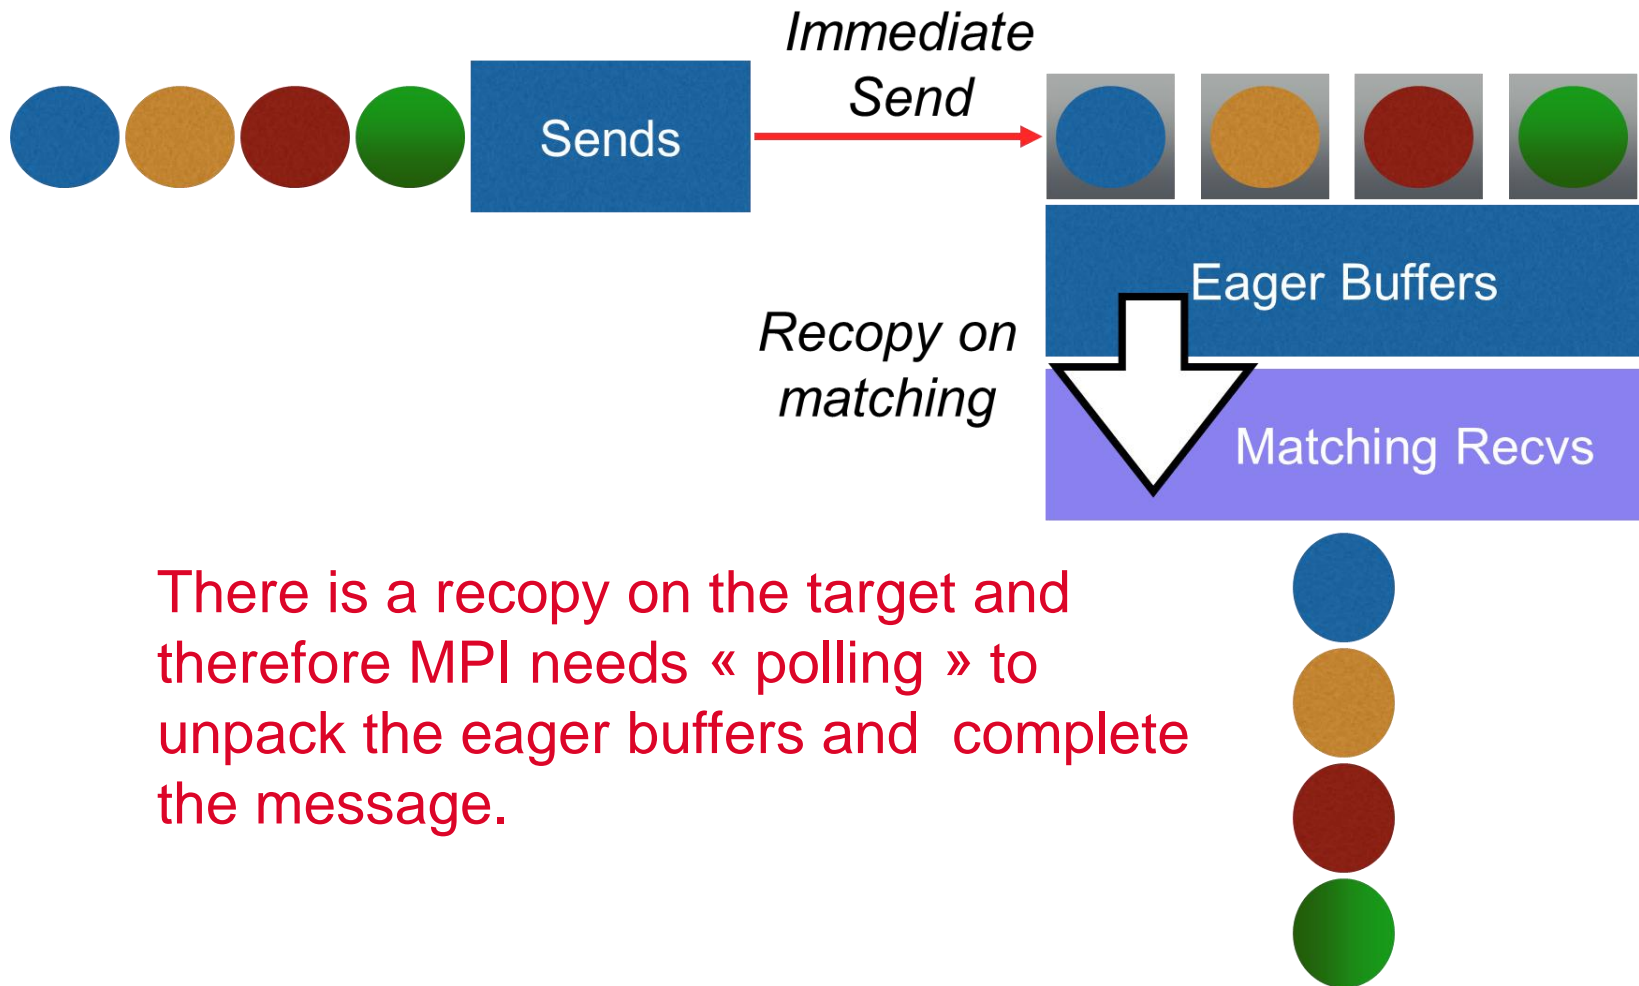 Immediate
Send
Sends
Eager Buffers
Recopy on
matching
Matching Recvs
There is a recopy on the target and
therefore MPI needs « polling » to
unpack the eager buffers and  complete
the message.